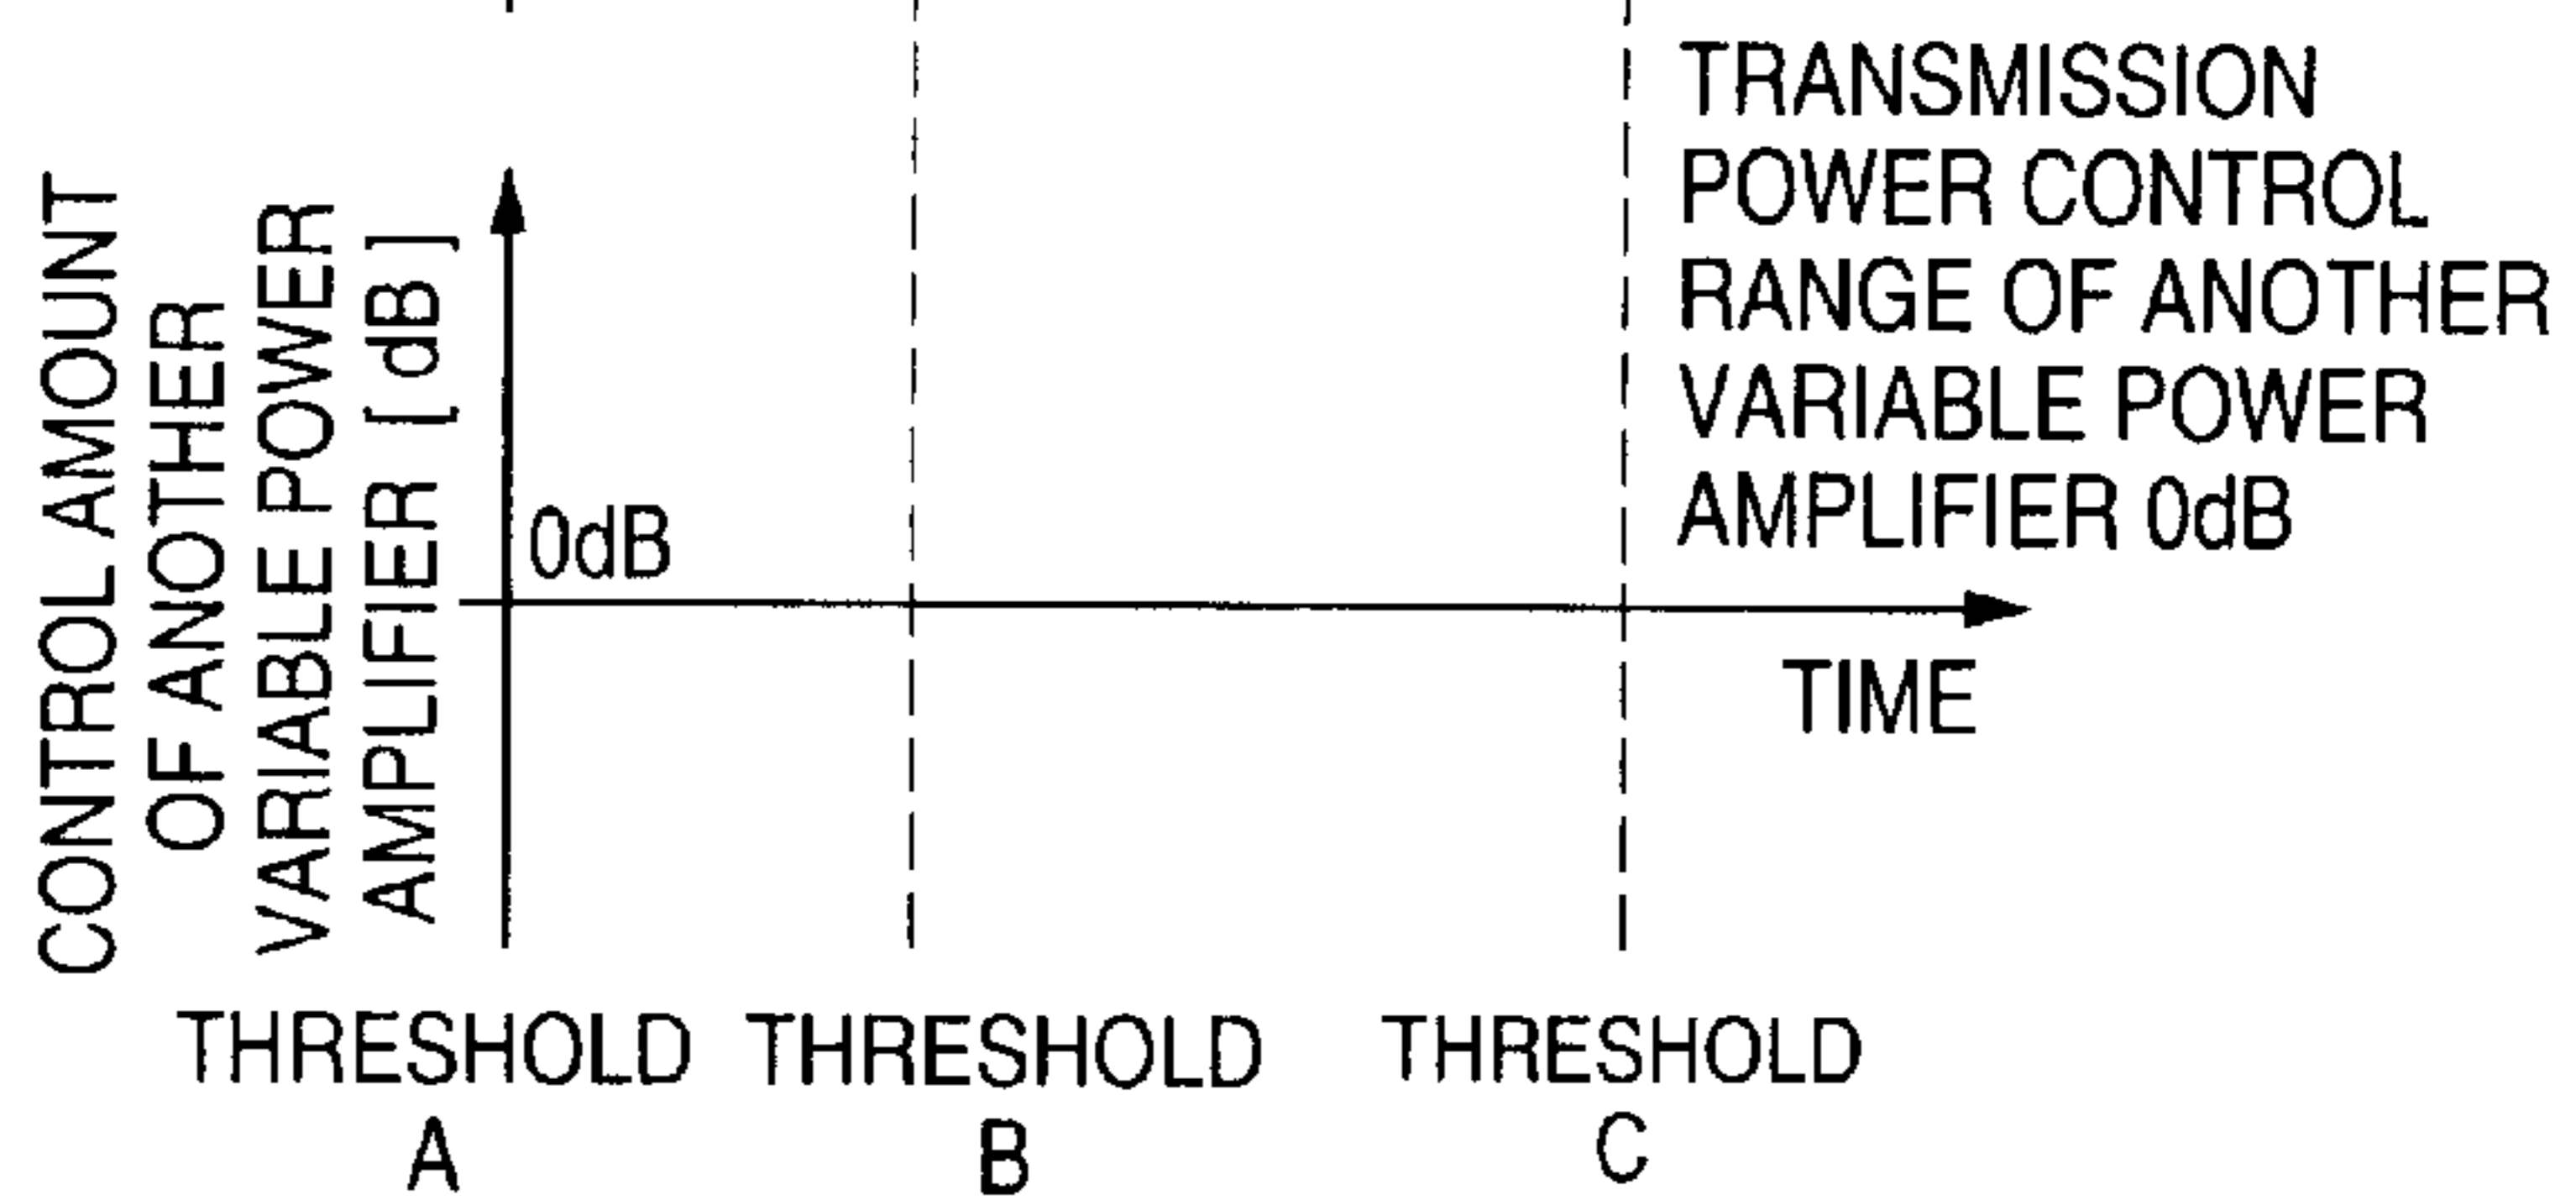 CONTROL AMOUNT
OF ANOTHER
VARIABLE POWER
AMPLIFIER [ dB ]
0dB
TRANSMISSION
POWER CONTROL
RANGE OF ANOTHER
VARIABLE POWER
AMPLIFIER 0dB
TIME
THRESHOLD
A
THRESHOLD
B
THRESHOLD
C